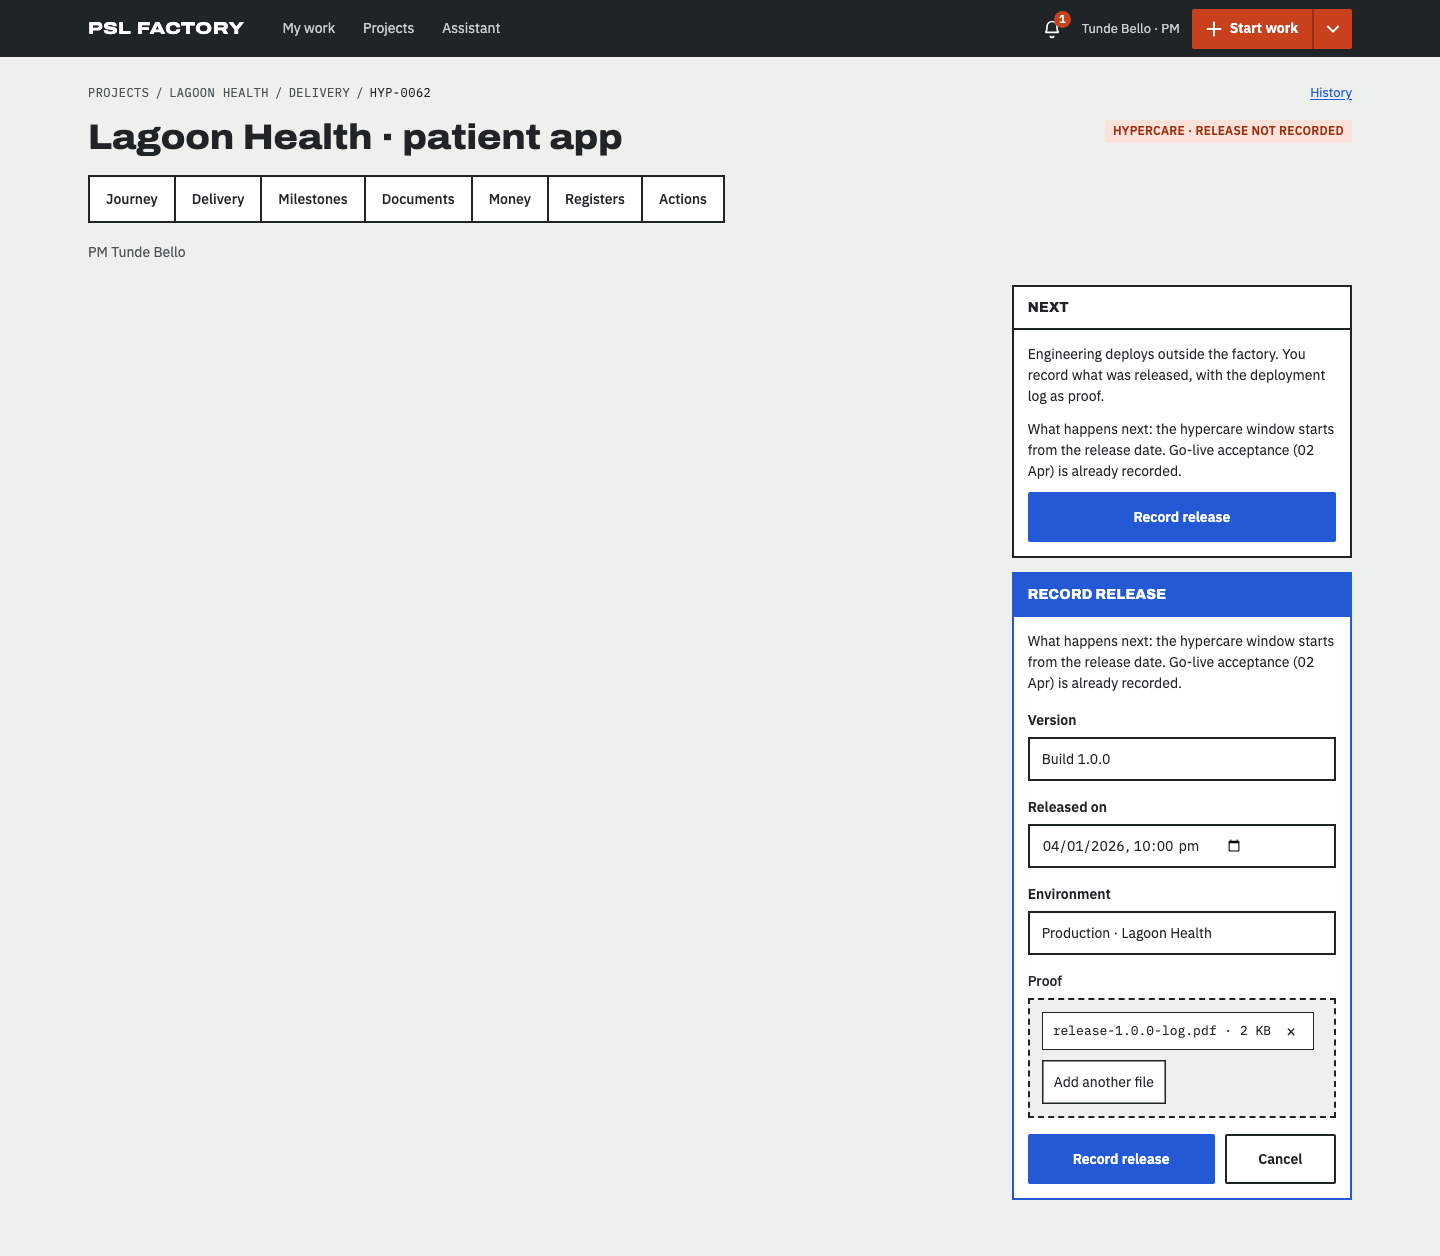 PSL FACTORY
My work
Projects
Assistant
1
Tunde Bello · PM
Start work
PROJECTS / LAGOON HEALTH / DELIVERY / HYP-0062
History
Lagoon Health · patient app
HYPERCARE · RELEASE NOT RECORDED
Journey
Delivery
Milestones
Documents
Money
Registers
Actions
PM Tunde Bello
NEXT
Engineering deploys outside the factory. You
record what was released, with the deployment
log as proof.
What happens next: the hypercare window starts
from the release date. Go-live acceptance (02
Apr) is already recorded.
Record release
RECORD RELEASE
What happens next: the hypercare window starts
from the release date. Go-live acceptance (02
Apr) is already recorded.
Version
Build 1.0.0
Released on
04/01/2026, 10:00 pm
Environment
Production · Lagoon Health
Proof
release-1.0.0-log.pdf · 2 KB ×
Add another file
Record release
Cancel